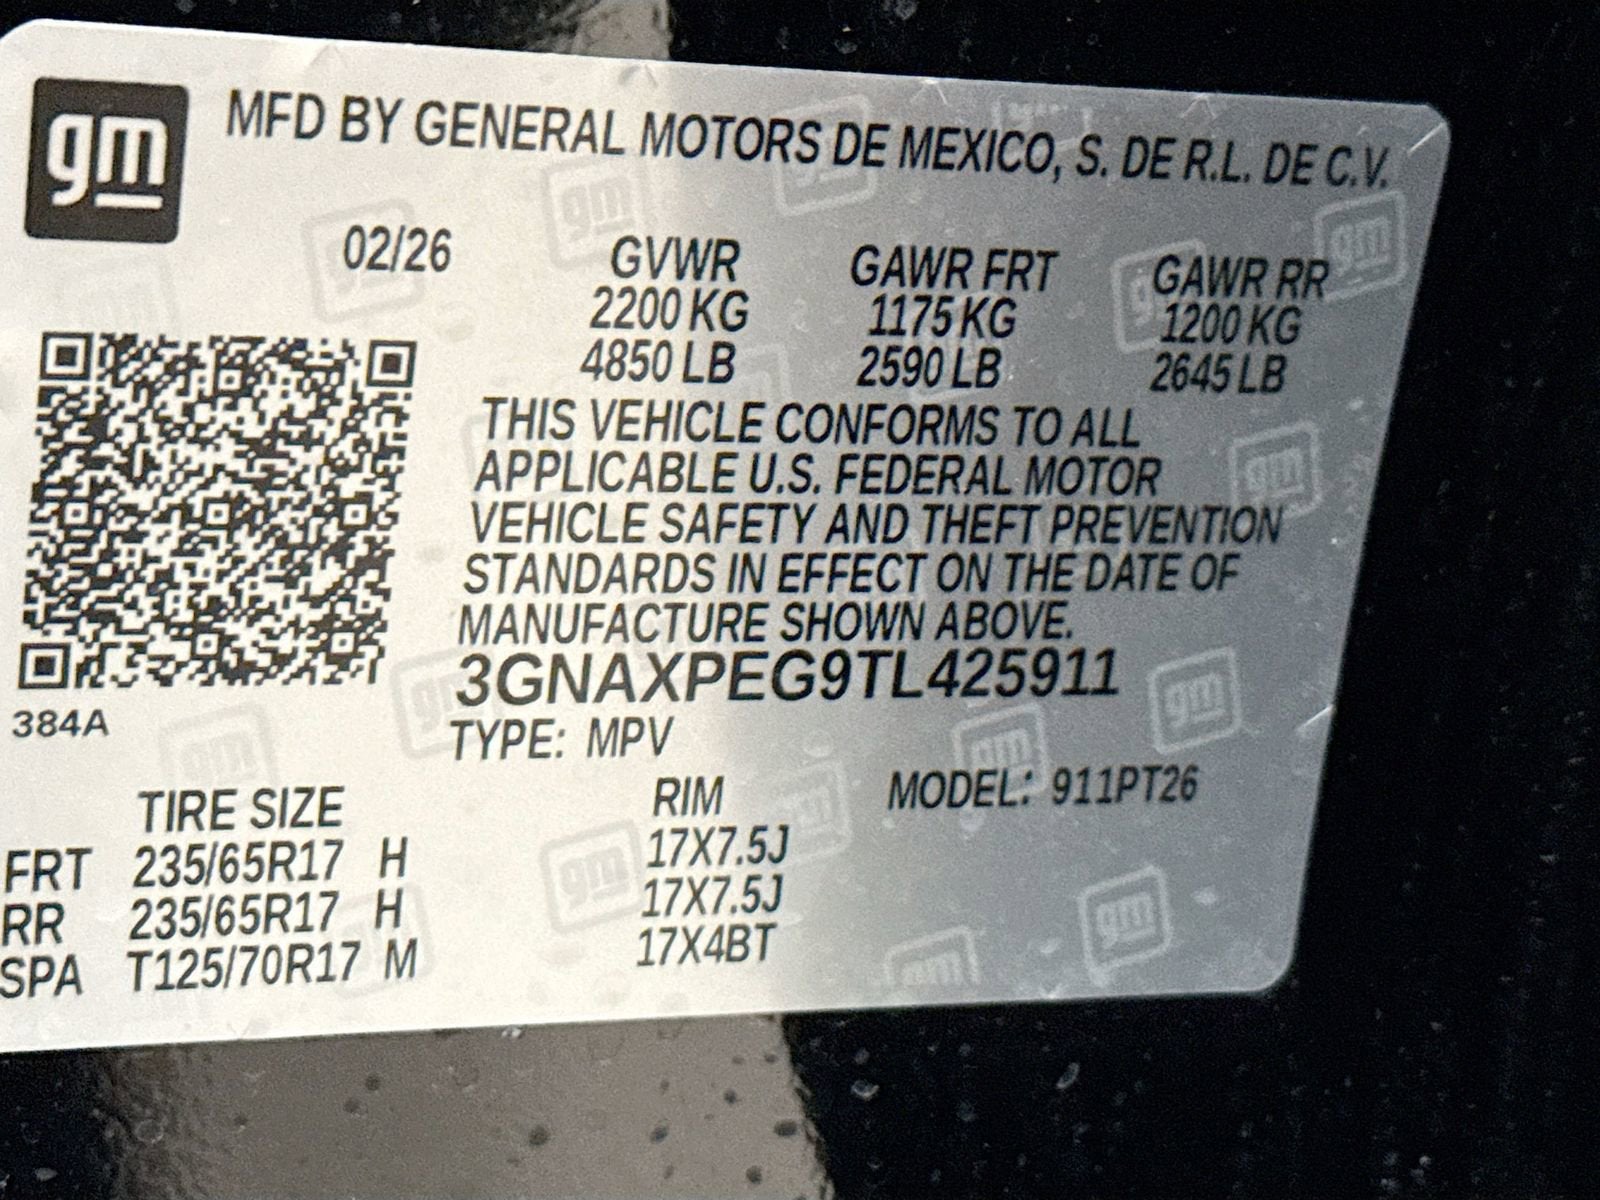 gm
MFD BY GENERAL MOTORS DE MEXICO, S. DE R.L. DE C.V.
02/26 GVWR GAWR FRT GAWR RR
2200 KG 1175 KG 1200 KG
4850 LB 2590 LB 2645 LB
THIS VEHICLE CONFORMS TO ALL
APPLICABLE U.S. FEDERAL MOTOR
VEHICLE SAFETY AND THEFT PREVENTION
STANDARDS IN EFFECT ON THE DATE OF
MANUFACTURE SHOWN ABOVE.
3GNAXPEG9TL425911
384A
TYPE: MPV
MODEL: 911PT26
TIRE SIZE RIM
FRT 235/65R17 H 17X7.5J
RR 235/65R17 H 17X7.5J
SPA T125/70R17 M 17X4BT